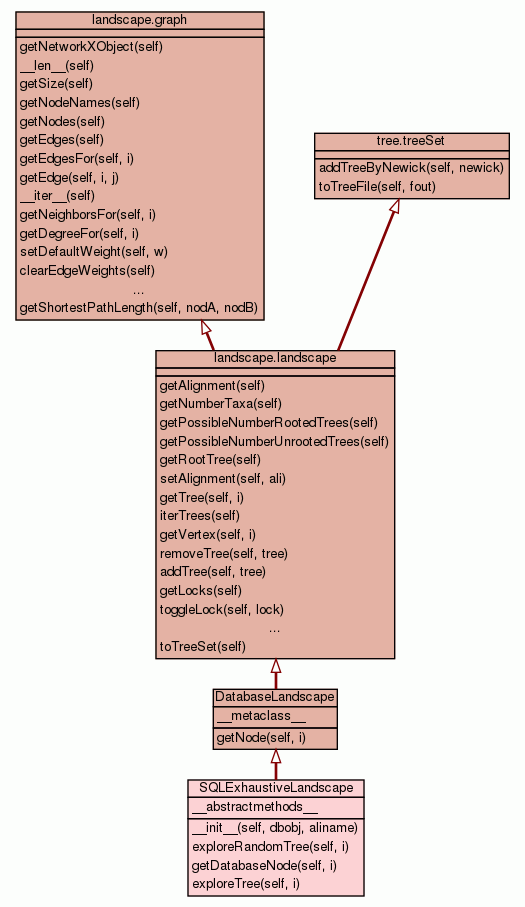 landscape.graph
getNetworkXObject(self)
__len__(self)
getSize(self)
getNodeNames(self)
getNodes(self)
getEdges(self)
getEdgesFor(self, i)
getEdge(self, i, j)
__iter__(self)
getNeighborsFor(self, i)
getDegreeFor(self, i)
setDefaultWeight(self, w)
clearEdgeWeights(self)
...
getShortestPathLength(self, nodA, nodB)
tree.treeSet
addTreeByNewick(self, newick)
toTreeFile(self, fout)
landscape.landscape
getAlignment(self)
getNumberTaxa(self)
getPossibleNumberRootedTrees(self)
getPossibleNumberUnrootedTrees(self)
getRootTree(self)
setAlignment(self, ali)
getTree(self, i)
iterTrees(self)
getVertex(self, i)
removeTree(self, tree)
addTree(self, tree)
getLocks(self)
toggleLock(self, lock)
...
toTreeSet(self)
DatabaseLandscape
__metaclass__
getNode(self, i)
SQLExhaustiveLandscape
__abstractmethods__
__init__(self, dbobj, aliname)
exploreRandomTree(self, i)
getDatabaseNode(self, i)
exploreTree(self, i)